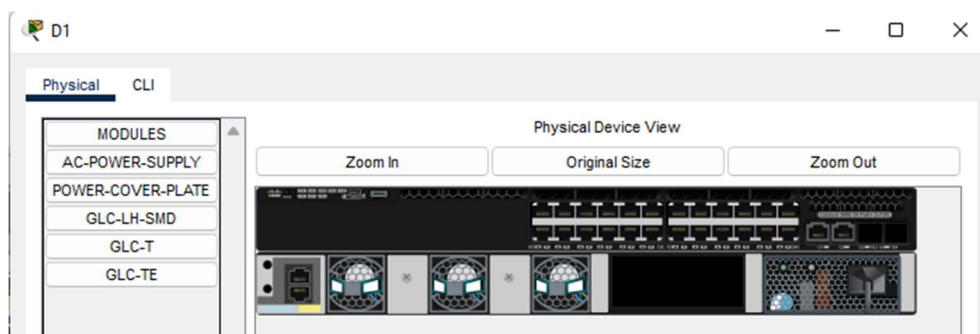 D1
Physical CLI
MODULES
AC-POWER-SUPPLY
POWER-COVER-PLATE
GLC-LH-SMD
GLC-T
GLC-TE
Physical Device View
Zoom In Original Size Zoom Out